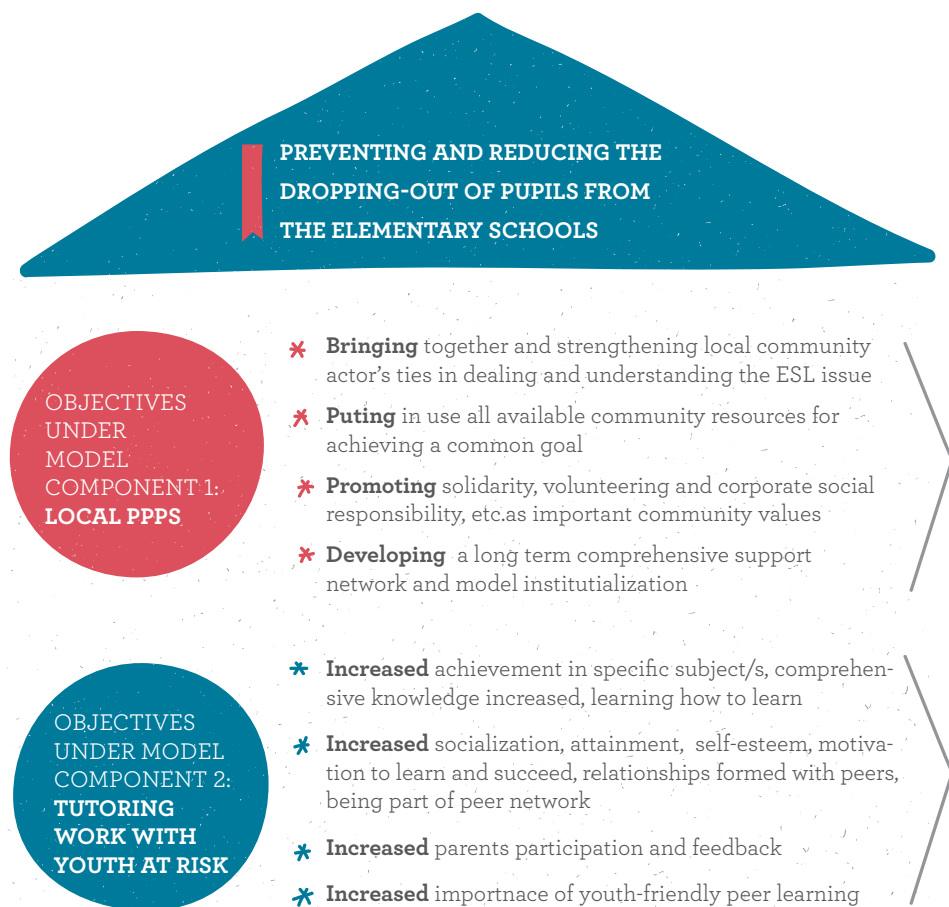 PREVENTING AND REDUCING THE
DROPPING-OUT OF PUPILS FROM
THE ELEMENTARY SCHOOLS
OBJECTIVES
UNDER
MODEL
COMPONENT 1:
LOCAL PPPS
Bringing together and strengthening local community
actor's ties in dealing and understanding the ESL issue
Puting in use all available community resources for
achieving a common goal
Promoting solidarity, volunteering and corporate social
responsibility, etc.as important community values
Developing a long term comprehensive support
network and model institutialization
OBJECTIVES
UNDER MODEL
COMPONENT 2:
TUTORING
WORK WITH
YOUTH AT RISK
Increased achievement in specific subject/s, comprehen-
sive knowledge increased, learning how to learn
Increased socialization, attainment, self-esteem, motiva-
tion to learn and succeed, relationships formed with peers,
being part of peer network
Increased parents participation and feedback
Increased importnace of youth-friendly peer learning